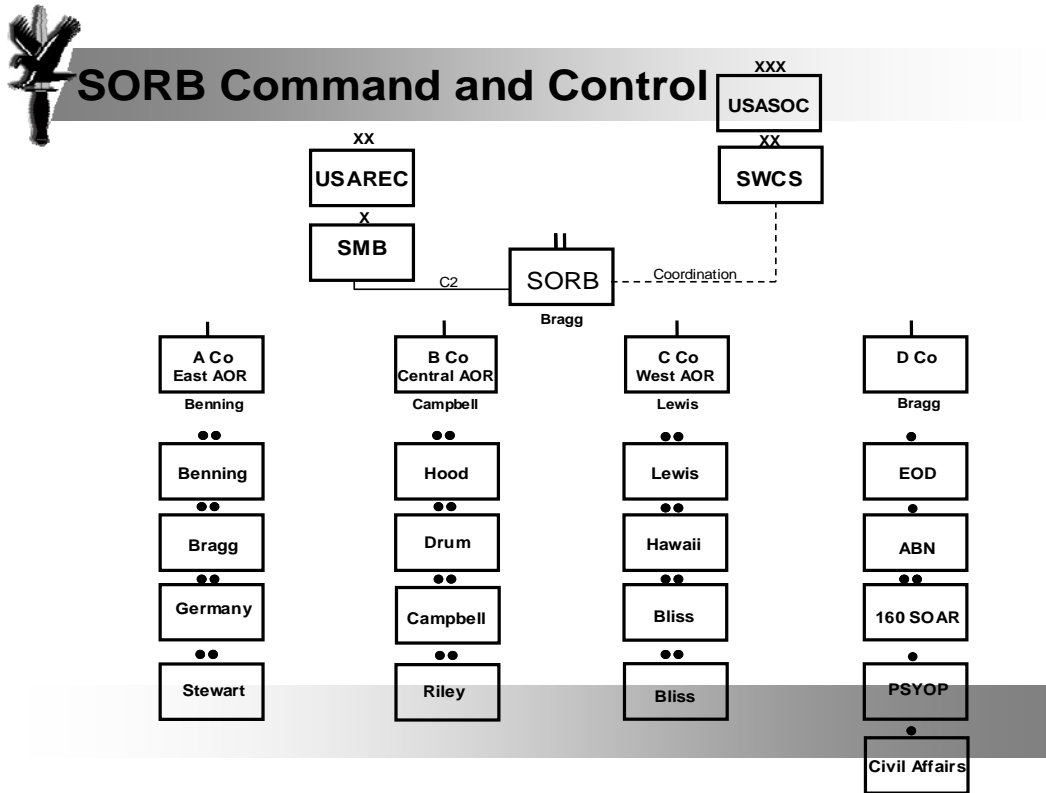 SORB Command and Control
XXX
USASOC
XX
SWCS
XX
USAREC
X
SMB
C2
SORB
Coordination
Bragg
A Co
East AOR
Benning
B Co
Central AOR
Campbell
C Co
West AOR
Lewis
D Co
Bragg
Benning
Bragg
Germany
Stewart
Hood
Drum
Campbell
Riley
Lewis
Hawaii
Bliss
Bliss
EOD
ABN
160 SOAR
PSYOP
Civil Affairs